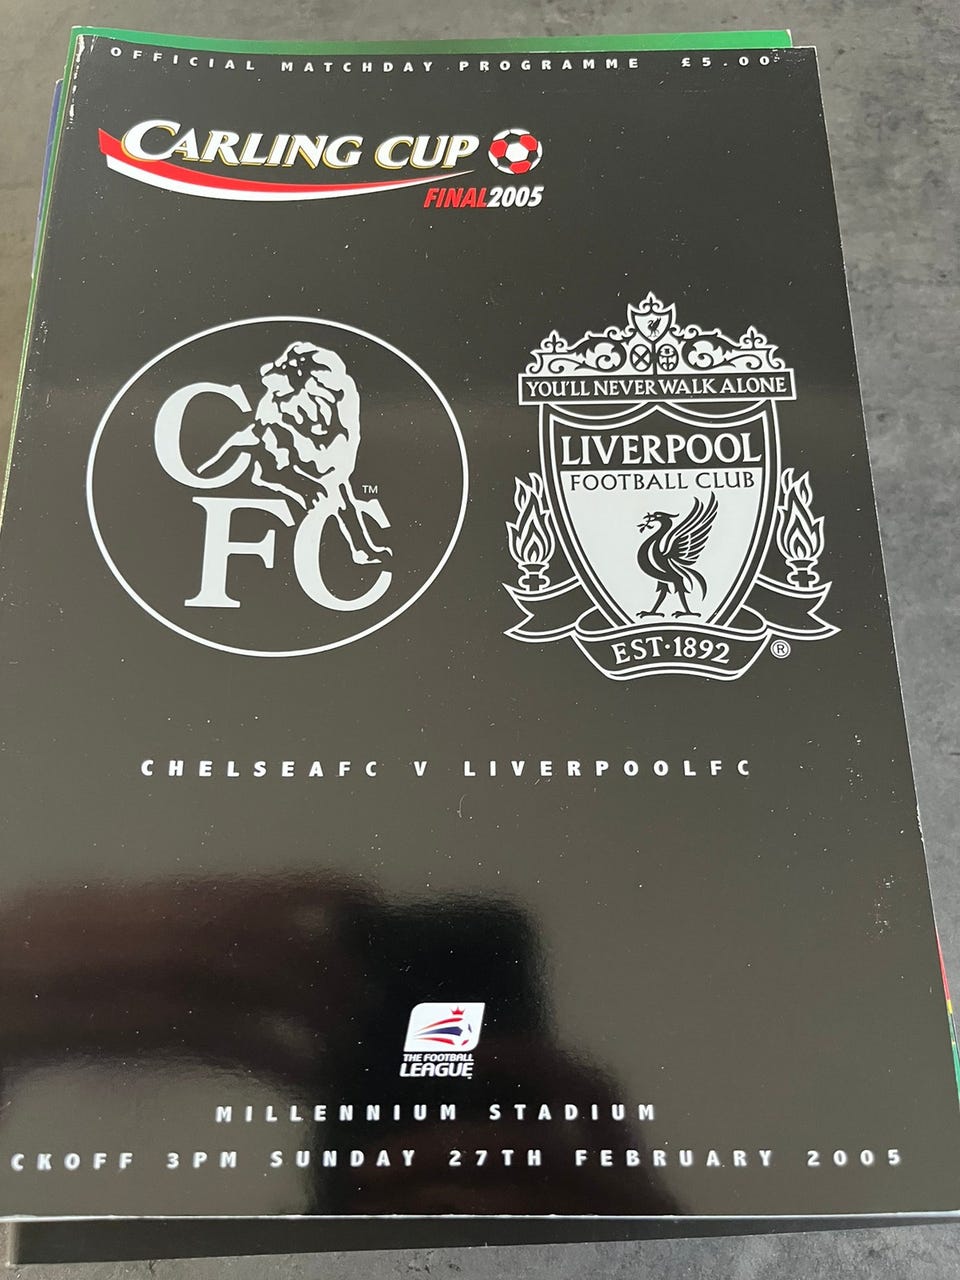 OFFICIAL MATCHDAY PROGRAMME £5.00
CARLING CUP
FINAL2005
CFC
™
YOU'LL NEVER WALK ALONE
LIVERPOOL
FOOTBALL CLUB
EST·1892
®
CHELSEAFC V LIVERPOOLFC
THE FOOTBALL
LEAGUE
MILLENNIUM STADIUM
CKOFF 3PM SUNDAY 27TH FEBRUARY 2005